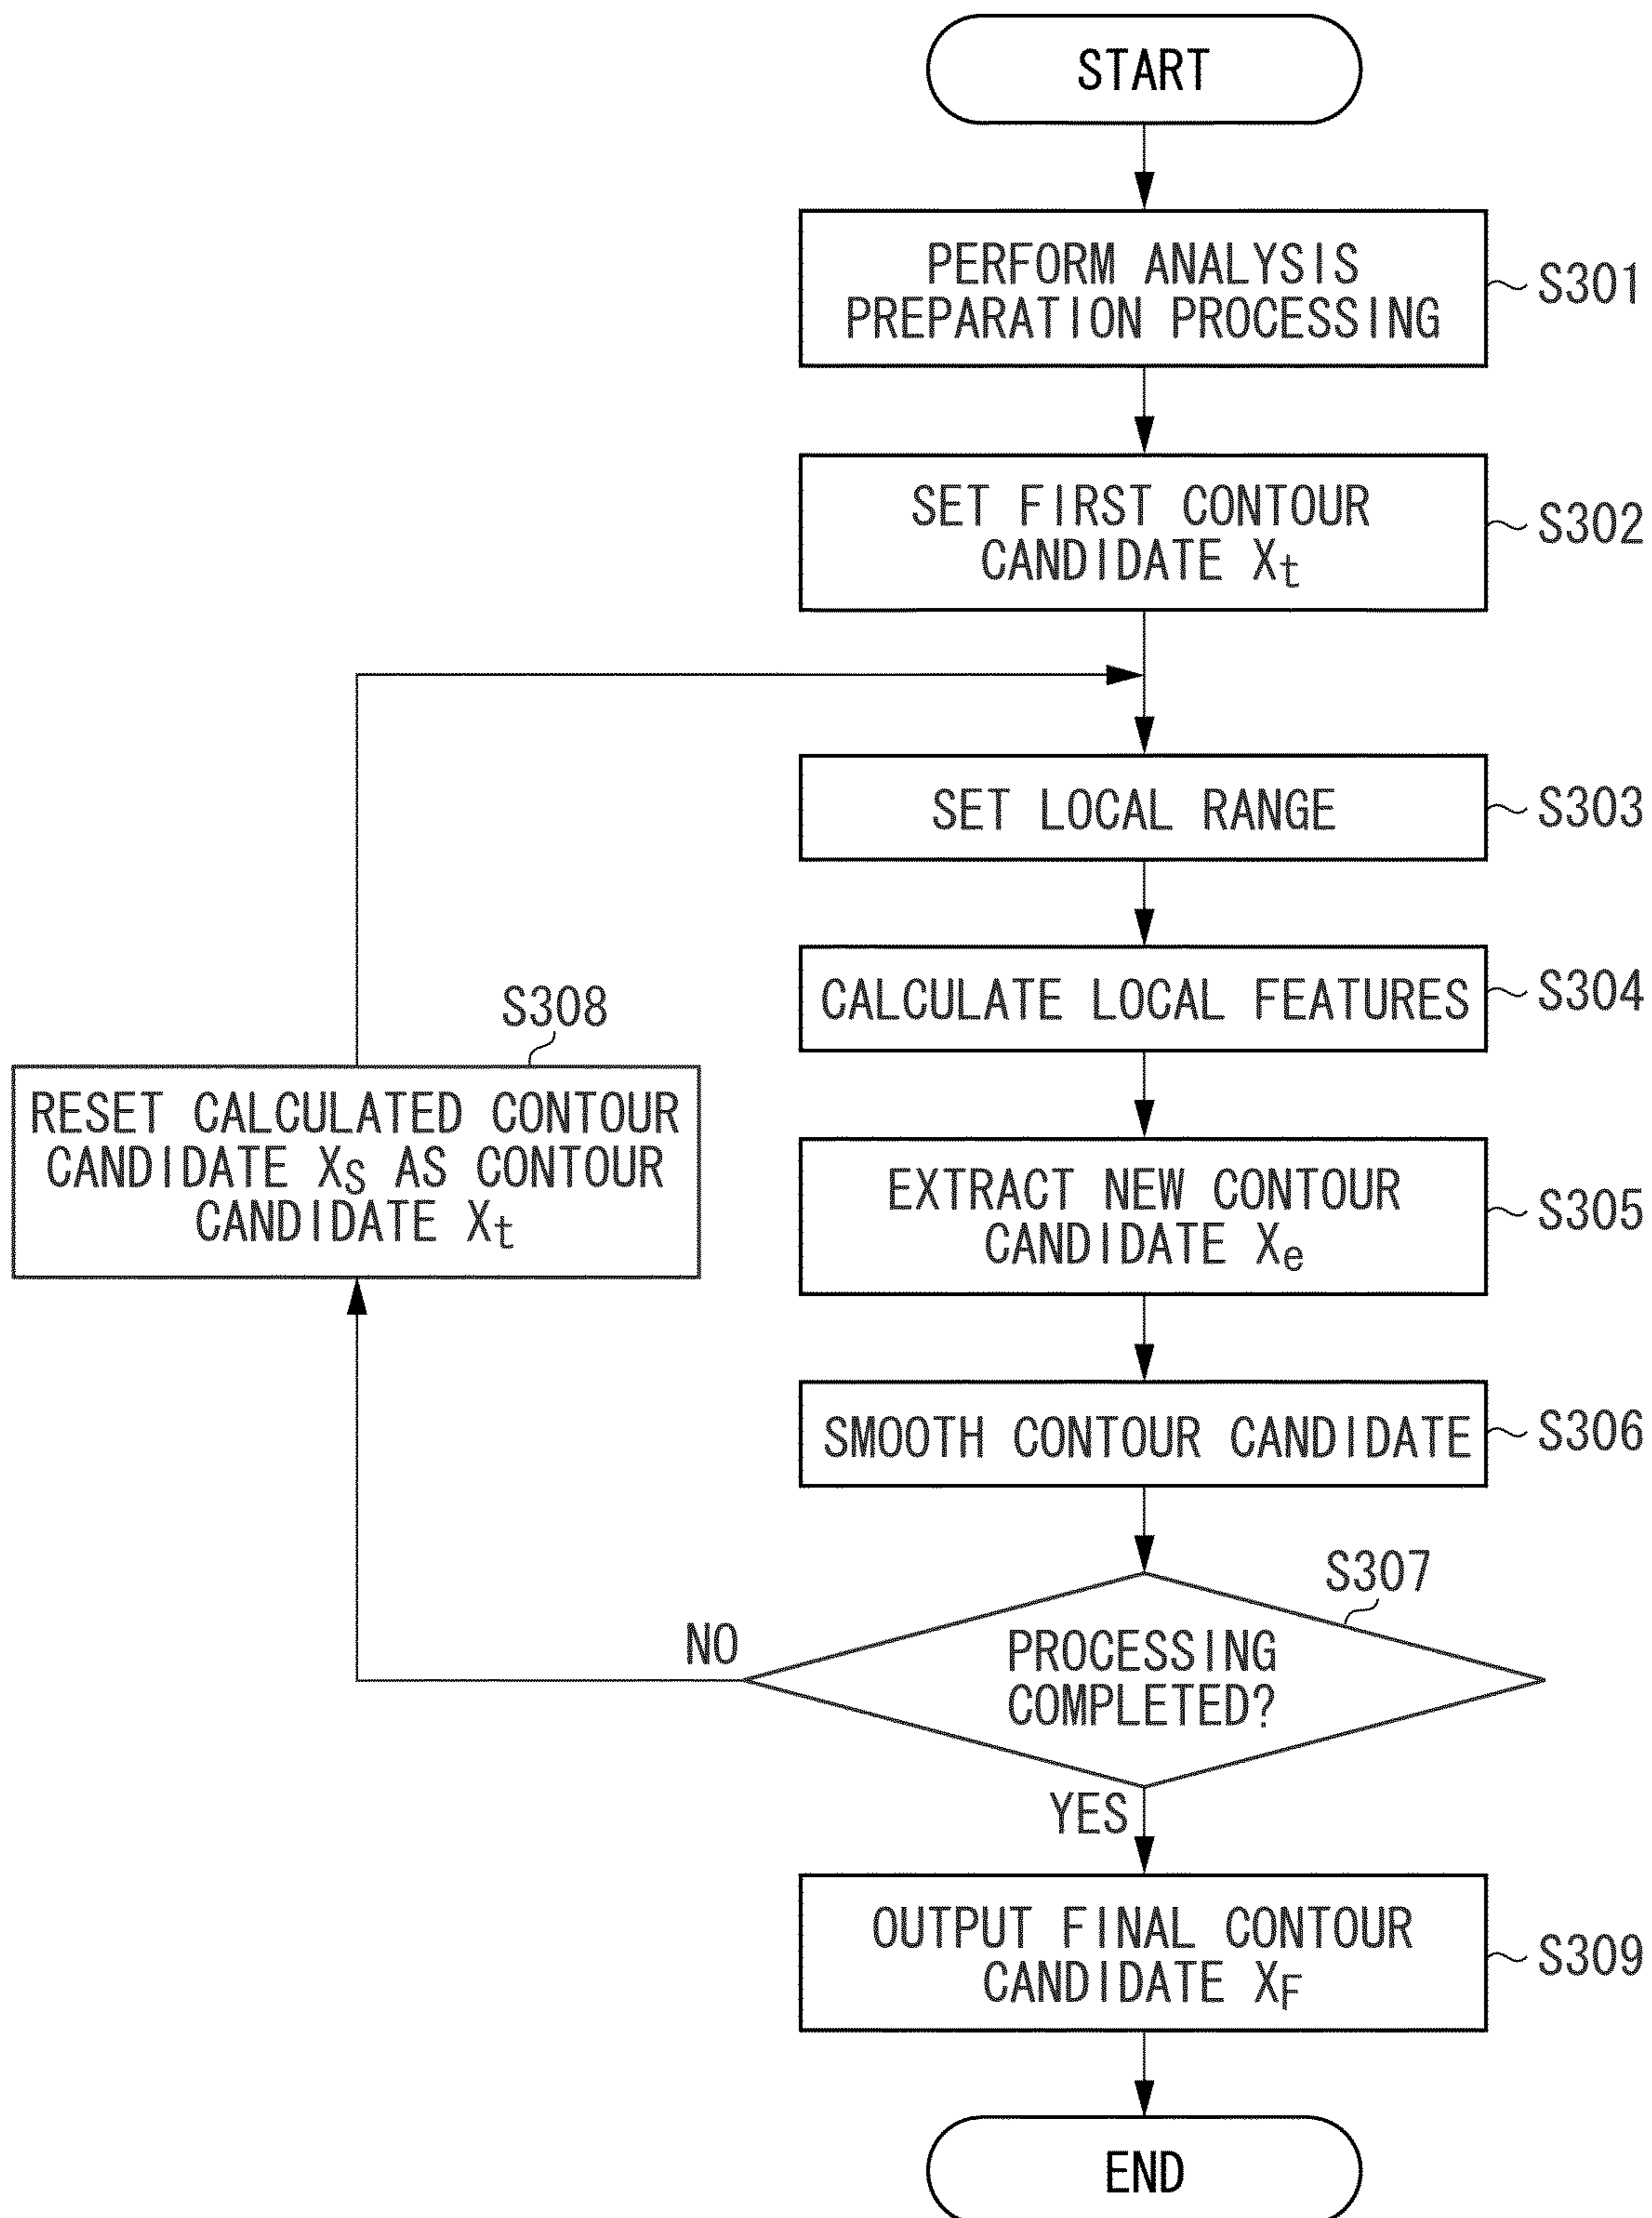 START
PERFORM ANALYSIS
PREPARATION PROCESSING
S301
SET FIRST CONTOUR
CANDIDATE Xt
S302
SET LOCAL RANGE
S303
CALCULATE LOCAL FEATURES
S304
S308
RESET CALCULATED CONTOUR
CANDIDATE XS AS CONTOUR
CANDIDATE Xt
EXTRACT NEW CONTOUR
CANDIDATE Xe
S305
SMOOTH CONTOUR CANDIDATE
S306
S307
PROCESSING
COMPLETED?
NO
YES
OUTPUT FINAL CONTOUR
CANDIDATE XF
S309
END